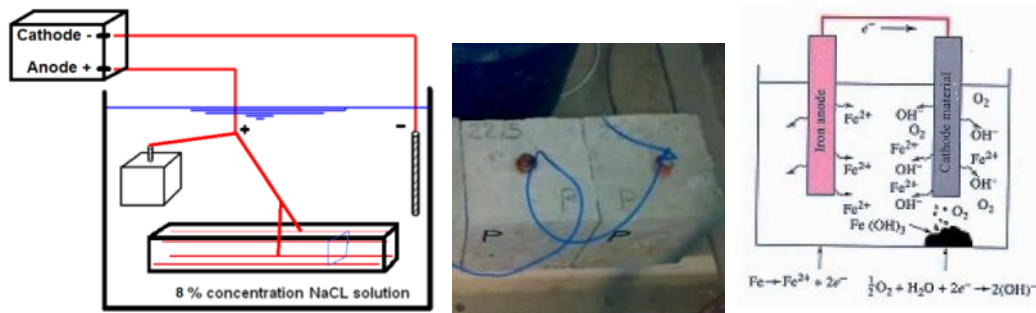 Cathode -
Anode +
+
-
8 % concentration NaCL solution
2215
P
P
P
P
e⁻
Iron anode
Cathode material
Fe²⁺
Fe²⁺
Fe²⁺
Fe²⁺
OH⁻
O₂
Fe²⁺
OH⁻
Fe²⁺
OH⁻
O₂
OH⁻
Fe²⁺
OH⁻
O₂
O₂
Fe (OH)₃
Fe→Fe²⁺ + 2e⁻
½O₂ + H₂O + 2e⁻→2(OH)⁻